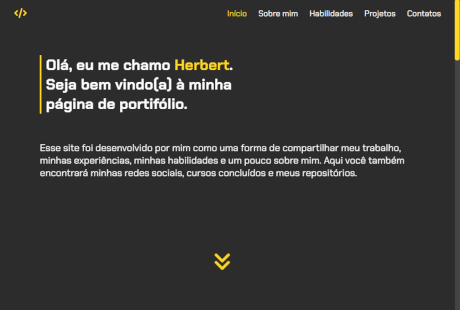 </> Início Sobre mim Habilidades Projetos Contatos
Olá, eu me chamo Herbert.
Seja bem vindo(a) à minha
página de portifólio.
Esse site foi desenvolvido por mim como uma forma de compartilhar meu trabalho,
minhas experiências, minhas habilidades e um pouco sobre mim. Aqui você também
encontrará minhas redes sociais, cursos concluídos e meus repositórios.